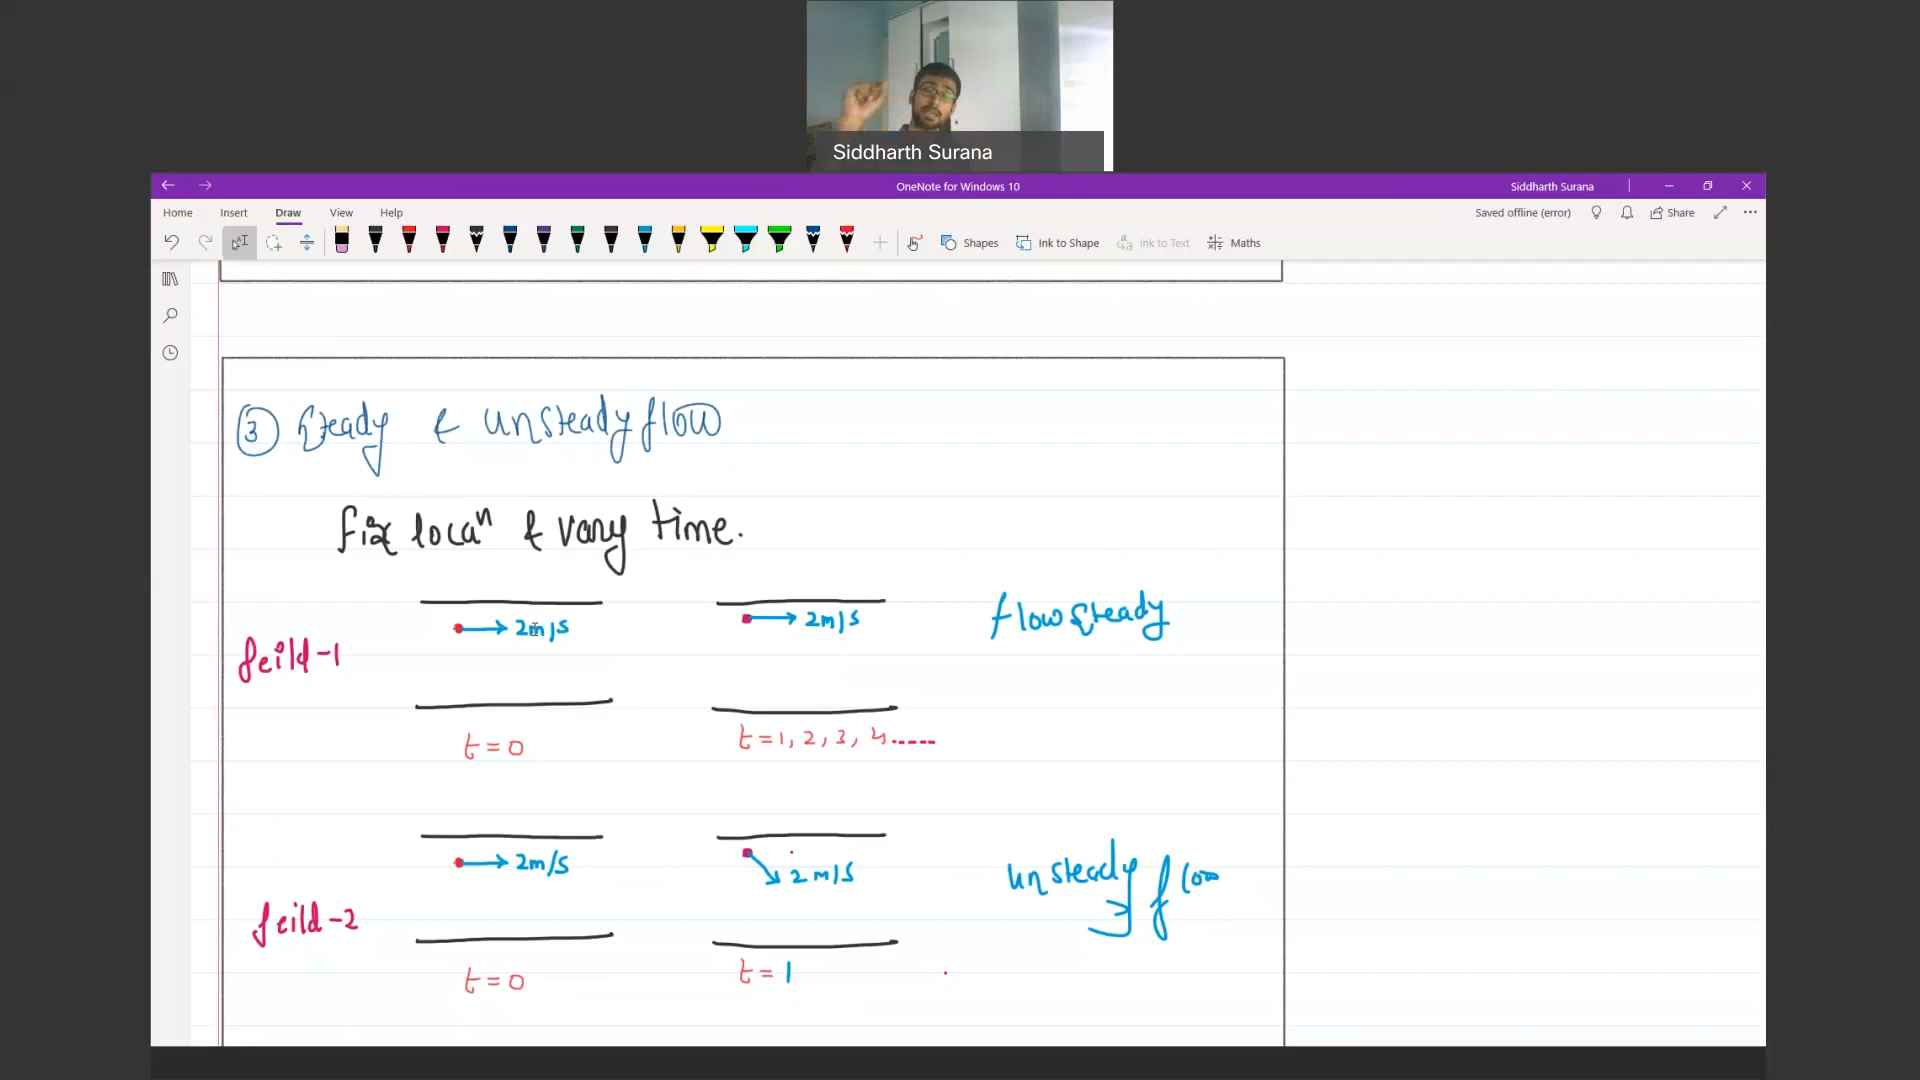 Siddharth Surana
OneNote for Windows 10
Siddharth Surana
Home Insert Draw View Help
Saved offline (error)
Share
Shapes
Ink to Shape
Ink to Text
Maths
3 Steady & unsteady flow
fix locaⁿ & vary time.
2m/s
2m/s
flow steady
feild-1
t=0
t=1, 2, 3, 4.....
2m/s
2m/s
unsteady flow
feild-2
t=0
t=1